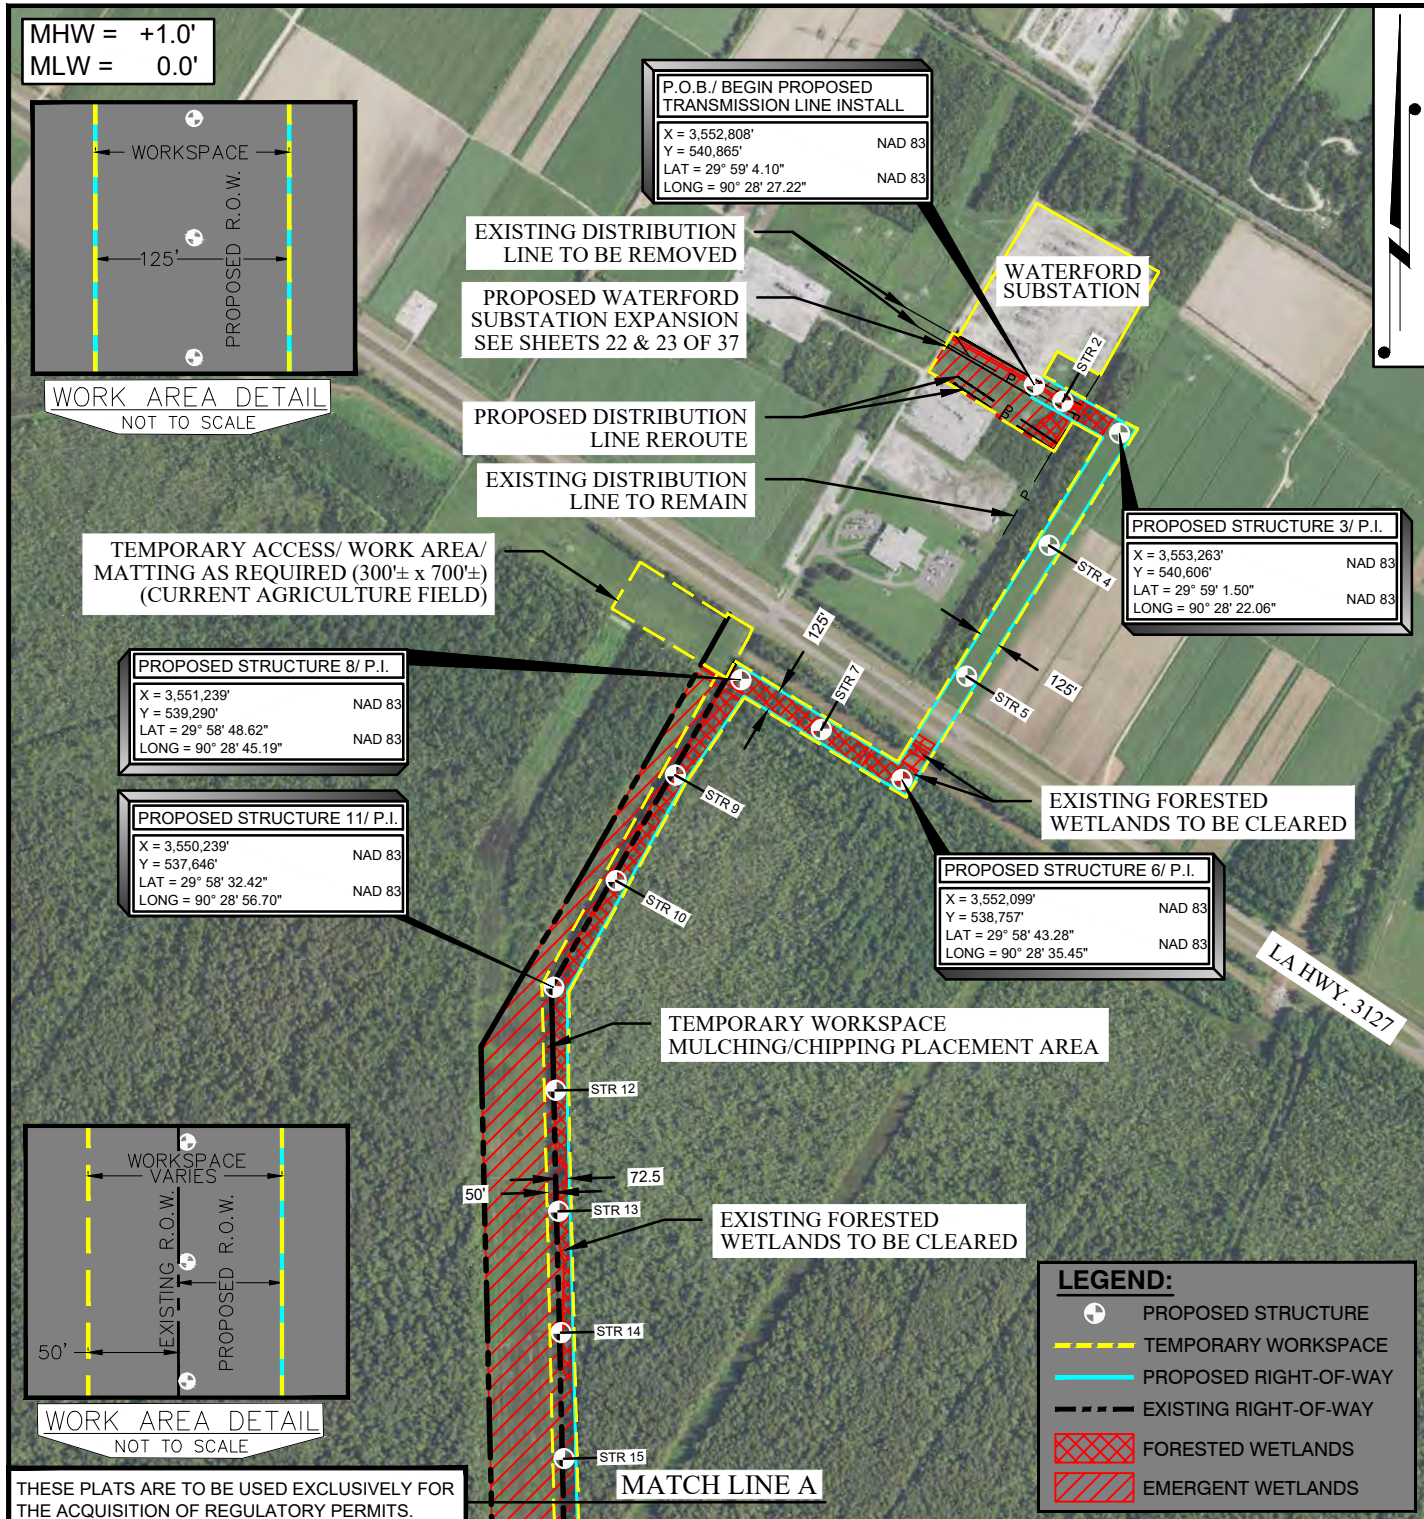 MHW = +1.0'
MLW = 0.0'
WORKSPACE
125'
PROPOSED R.O.W.
WORK AREA DETAIL
NOT TO SCALE
P.O.B./ BEGIN PROPOSED
TRANSMISSION LINE INSTALL
X = 3,552,808'
Y = 540,865'
NAD 83
LAT = 29° 59' 4.10"
LONG = 90° 28' 27.22"
NAD 83
EXISTING DISTRIBUTION
LINE TO BE REMOVED
PROPOSED WATERFORD
SUBSTATION EXPANSION
SEE SHEETS 22 & 23 OF 37
WATERFORD
SUBSTATION
STR 2
P
P
B
PROPOSED DISTRIBUTION
LINE REROUTE
EXISTING DISTRIBUTION
LINE TO REMAIN
P
PROPOSED STRUCTURE 3/ P.I.
X = 3,553,263'
Y = 540,606'
NAD 83
LAT = 29° 59' 1.50"
LONG = 90° 28' 22.06"
NAD 83
TEMPORARY ACCESS/ WORK AREA/
MATTING AS REQUIRED (300'± x 700'±)
(CURRENT AGRICULTURE FIELD)
STR 4
125'
STR 7
STR 5
125'
PROPOSED STRUCTURE 8/ P.I.
X = 3,551,239'
Y = 539,290'
NAD 83
LAT = 29° 58' 48.62"
LONG = 90° 28' 45.19"
NAD 83
STR 9
EXISTING FORESTED
WETLANDS TO BE CLEARED
PROPOSED STRUCTURE 11/ P.I.
X = 3,550,239'
Y = 537,646'
NAD 83
LAT = 29° 58' 32.42"
LONG = 90° 28' 56.70"
NAD 83
STR 10
PROPOSED STRUCTURE 6/ P.I.
X = 3,552,099'
Y = 538,757'
NAD 83
LAT = 29° 58' 43.28"
LONG = 90° 28' 35.45"
NAD 83
LA HWY. 3127
TEMPORARY WORKSPACE
MULCHING/CHIPPING PLACEMENT AREA
STR 12
72.5
50'
STR 13
EXISTING FORESTED
WETLANDS TO BE CLEARED
WORKSPACE
VARIES
EXISTING R.O.W.
PROPOSED R.O.W.
50'
WORK AREA DETAIL
NOT TO SCALE
STR 14
STR 15
MATCH LINE A
LEGEND:
PROPOSED STRUCTURE
TEMPORARY WORKSPACE
PROPOSED RIGHT-OF-WAY
EXISTING RIGHT-OF-WAY
FORESTED WETLANDS
EMERGENT WETLANDS
THESE PLATS ARE TO BE USED EXCLUSIVELY FOR
THE ACQUISITION OF REGULATORY PERMITS.